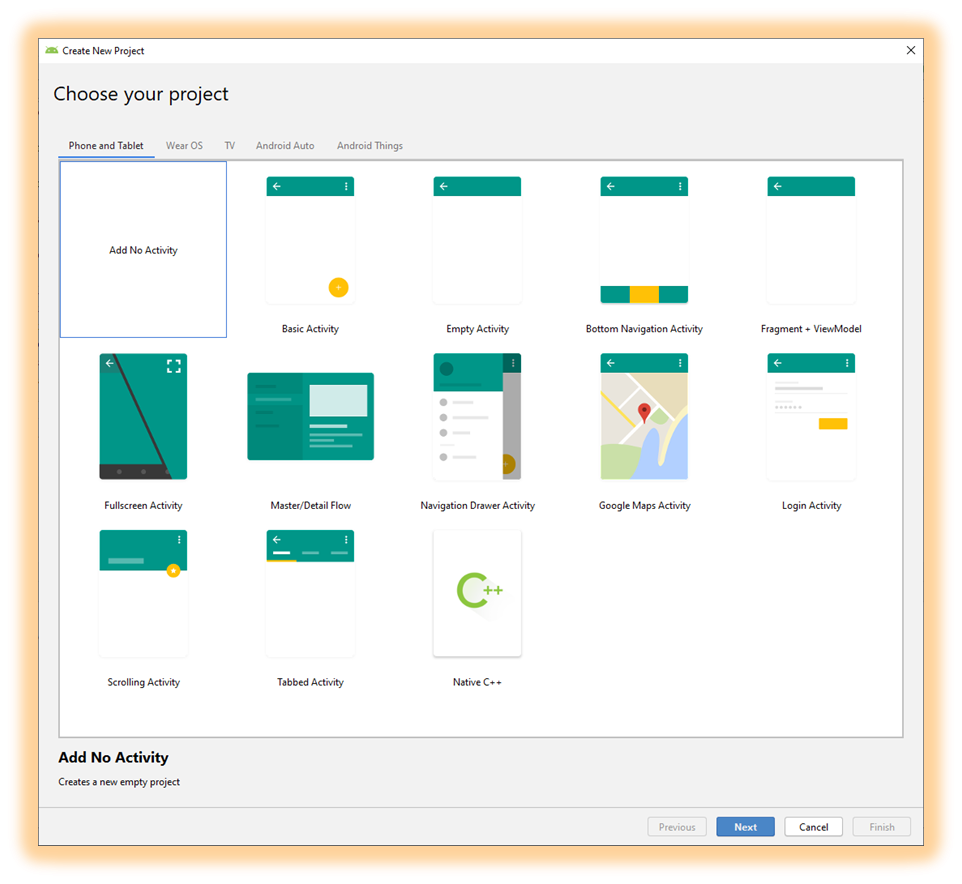 Create New Project
Choose your project
Phone and Tablet Wear OS TV Android Auto Android Things
Add No Activity
Basic Activity Empty Activity Bottom Navigation Activity Fragment + ViewModel
Fullscreen Activity Master/Detail Flow Navigation Drawer Activity Google Maps Activity Login Activity
C++
Scrolling Activity Tabbed Activity Native C++
Add No Activity
Creates a new empty project
Previous Next Cancel Finish